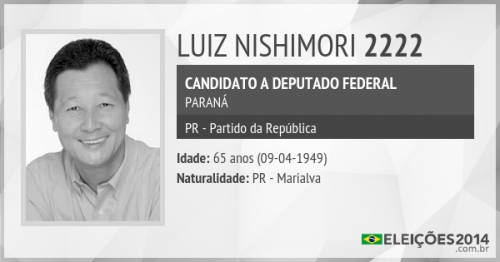 LUIZ NISHIMORI 2222
CANDIDATO A DEPUTADO FEDERAL
PARANÁ
PR - Partido da República
Idade: 65 anos (09-04-1949)
Naturalidade: PR - Marialva
ELEIÇÕES2014
.com.br